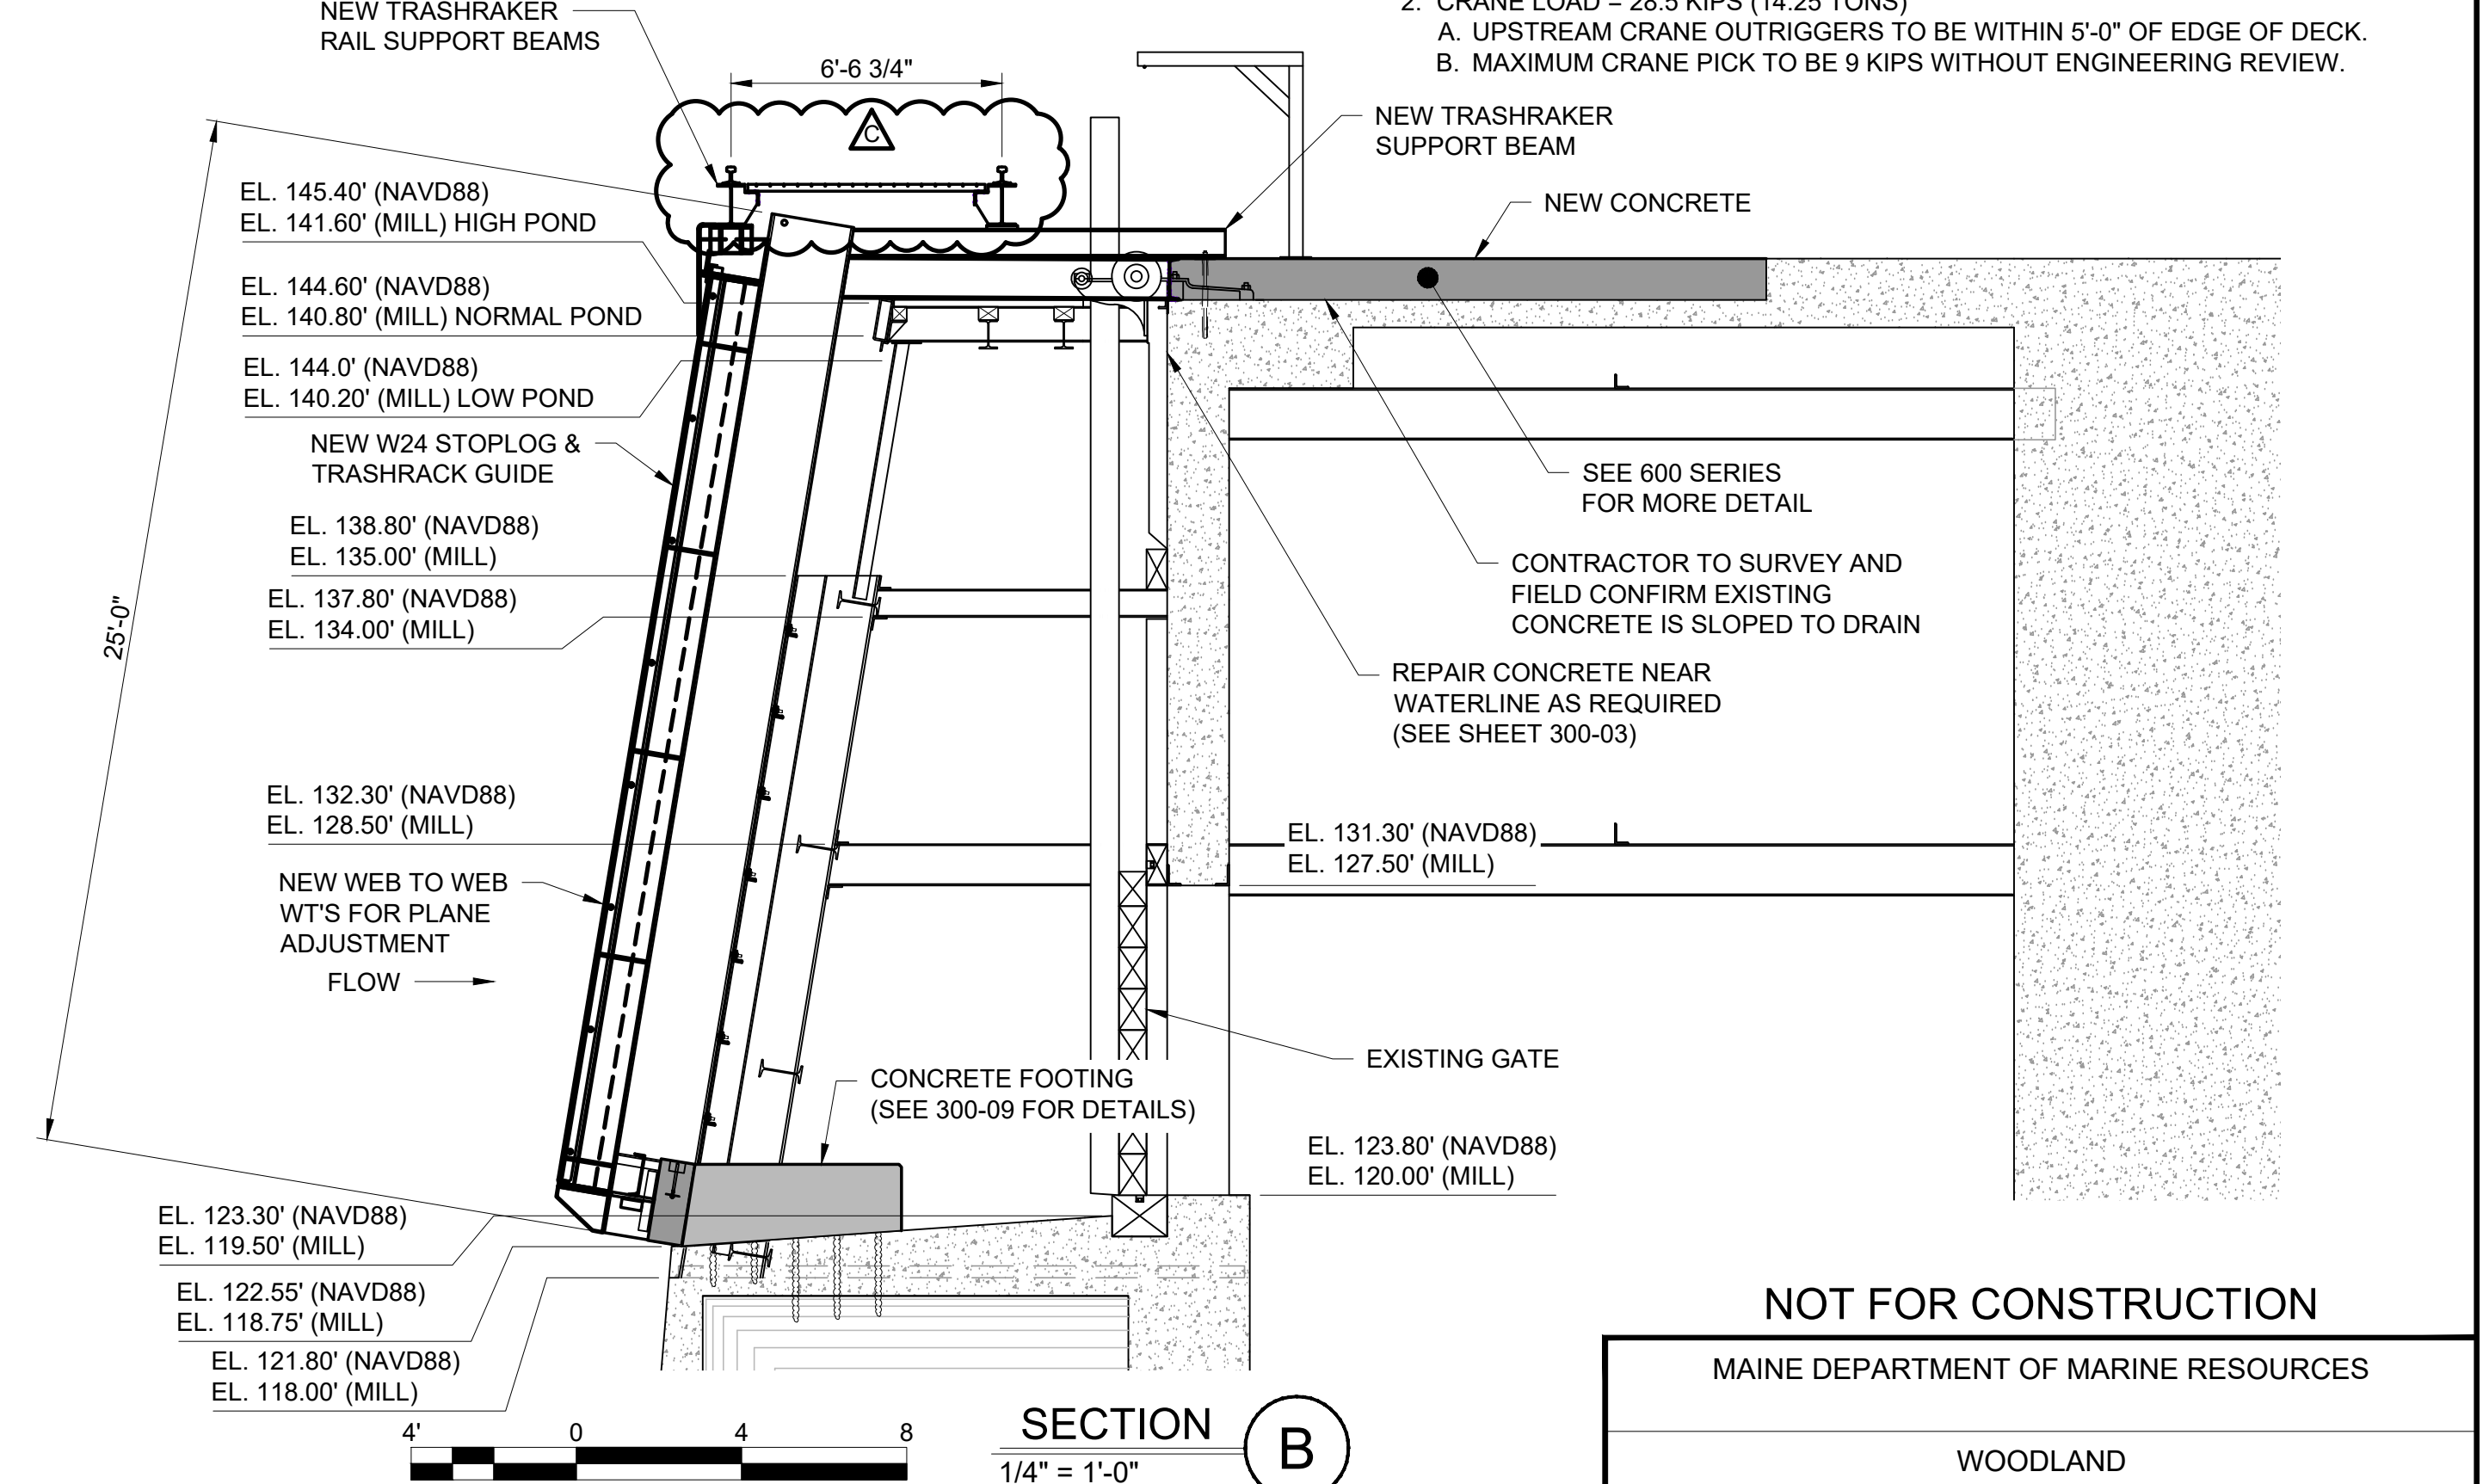 NEW TRASHRAKER
RAIL SUPPORT BEAMS
2. CRANE LOAD = 28.5 KIPS (14.25 TONS)
A. UPSTREAM CRANE OUTRIGGERS TO BE WITHIN 5'-0" OF EDGE OF DECK.
B. MAXIMUM CRANE PICK TO BE 9 KIPS WITHOUT ENGINEERING REVIEW.
6'-6 3/4"
C
NEW TRASHRAKER
SUPPORT BEAM
NEW CONCRETE
EL. 145.40' (NAVD88)
EL. 141.60' (MILL) HIGH POND
EL. 144.60' (NAVD88)
EL. 140.80' (MILL) NORMAL POND
EL. 144.0' (NAVD88)
EL. 140.20' (MILL) LOW POND
NEW W24 STOPLOG &
TRASHRACK GUIDE
SEE 600 SERIES
FOR MORE DETAIL
EL. 138.80' (NAVD88)
EL. 135.00' (MILL)
CONTRACTOR TO SURVEY AND
FIELD CONFIRM EXISTING
CONCRETE IS SLOPED TO DRAIN
EL. 137.80' (NAVD88)
EL. 134.00' (MILL)
25'-0"
REPAIR CONCRETE NEAR
WATERLINE AS REQUIRED
(SEE SHEET 300-03)
EL. 132.30' (NAVD88)
EL. 128.50' (MILL)
EL. 131.30' (NAVD88)
EL. 127.50' (MILL)
NEW WEB TO WEB
WT'S FOR PLANE
ADJUSTMENT
FLOW
EXISTING GATE
CONCRETE FOOTING
(SEE 300-09 FOR DETAILS)
EL. 123.80' (NAVD88)
EL. 120.00' (MILL)
EL. 123.30' (NAVD88)
EL. 119.50' (MILL)
EL. 122.55' (NAVD88)
EL. 118.75' (MILL)
EL. 121.80' (NAVD88)
EL. 118.00' (MILL)
NOT FOR CONSTRUCTION
MAINE DEPARTMENT OF MARINE RESOURCES
WOODLAND
4' 0 4 8
SECTION B
1/4" = 1'-0"